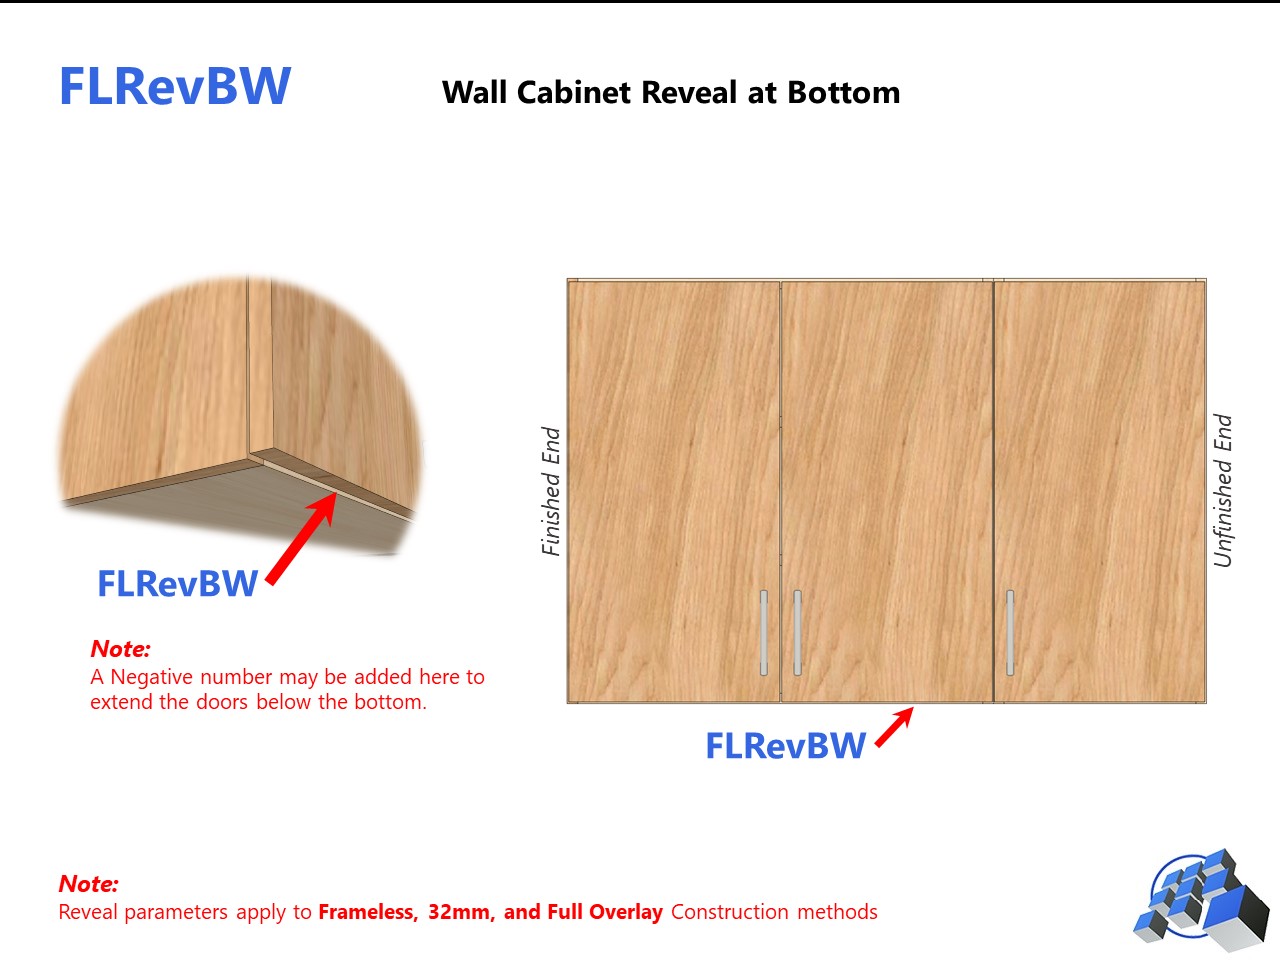 FLRevBW
Wall Cabinet Reveal at Bottom
Finished End
Unfinished End
FLRevBW
Note:
A Negative number may be added here to
extend the doors below the bottom.
FLRevBW
Note:
Reveal parameters apply to Frameless, 32mm, and Full Overlay Construction methods